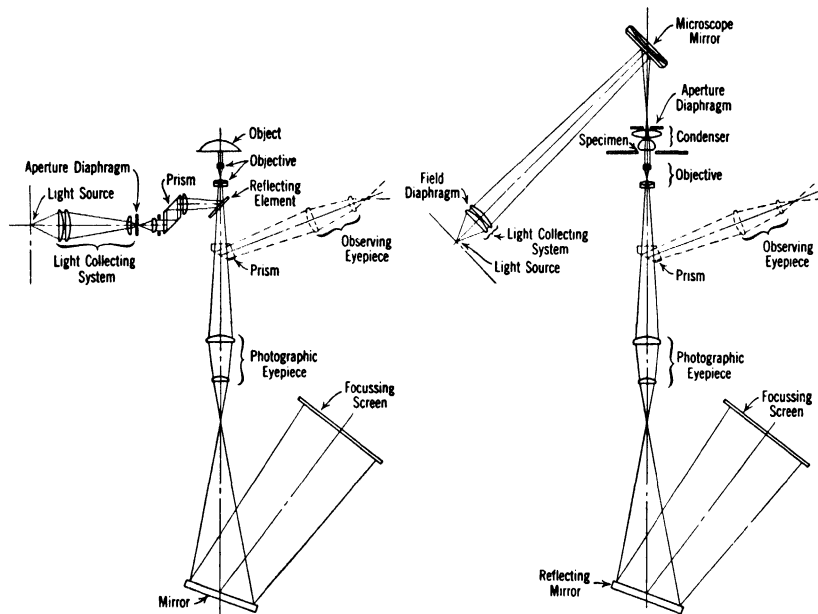 Object
Aperture Diaphragm
Objective
Prism
Light Source
Reflecting
Element
Light Collecting
System
Observing
Eyepiece
Prism
Photographic
Eyepiece
Focussing
Screen
Mirror
Microscope
Mirror
Aperture
Diaphragm
Condenser
Specimen
Objective
Field
Diaphragm
Light Collecting
System
Light Source
Observing
Eyepiece
Prism
Photographic
Eyepiece
Focussing
Screen
Reflecting
Mirror